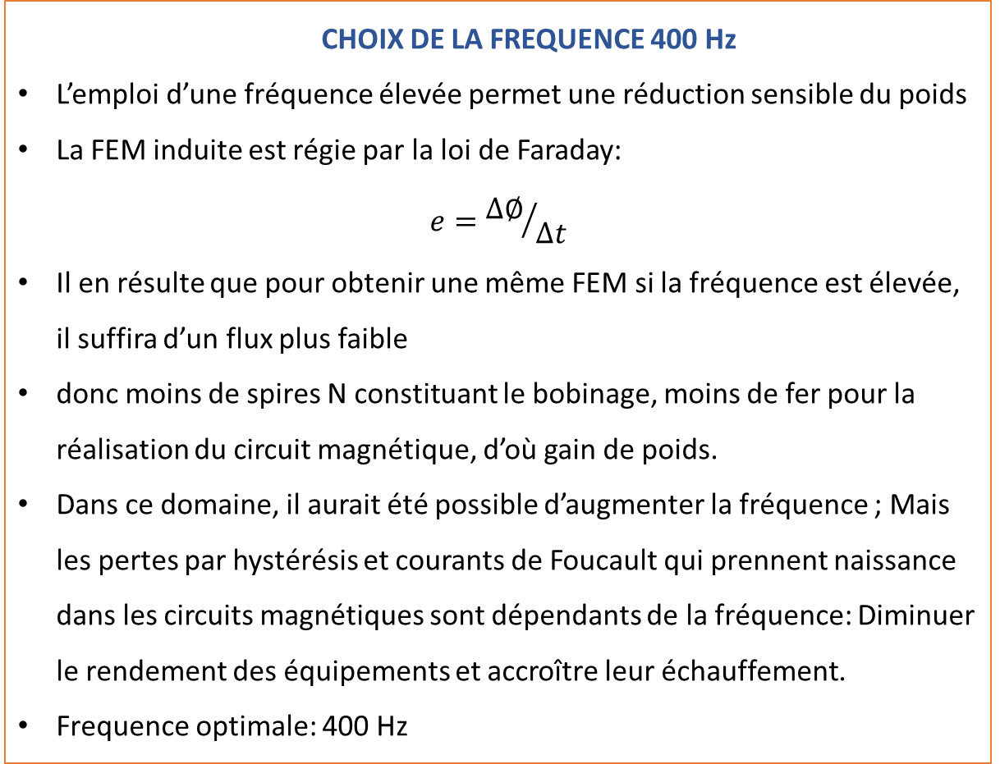 CHOIX DE LA FREQUENCE 400 Hz
• L’emploi d’une fréquence élevée permet une réduction sensible du poids
• La FEM induite est régie par la loi de Faraday:
e = Δ∅/Δt
• Il en résulte que pour obtenir une même FEM si la fréquence est élevée,
il suffira d’un flux plus faible
• donc moins de spires N constituant le bobinage, moins de fer pour la
réalisation du circuit magnétique, d’où gain de poids.
• Dans ce domaine, il aurait été possible d’augmenter la fréquence ; Mais
les pertes par hystérésis et courants de Foucault qui prennent naissance
dans les circuits magnétiques sont dépendants de la fréquence: Diminuer
le rendement des équipements et accroître leur échauffement.
• Frequence optimale: 400 Hz